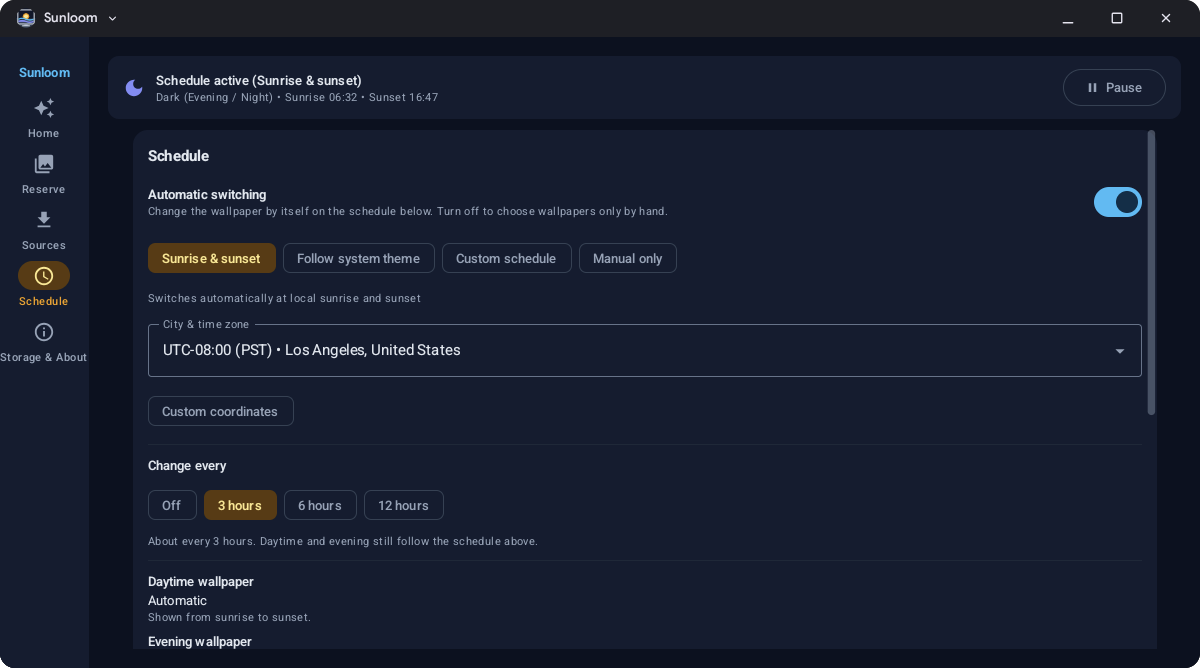 Sunloom
Sunloom
Home
Reserve
Sources
Schedule
Storage & About
Schedule active (Sunrise & sunset)
Dark (Evening / Night) • Sunrise 06:32 • Sunset 16:47
Pause
Schedule
Automatic switching
Change the wallpaper by itself on the schedule below. Turn off to choose wallpapers only by hand.
Sunrise & sunset
Follow system theme
Custom schedule
Manual only
Switches automatically at local sunrise and sunset
City & time zone
UTC-08:00 (PST) • Los Angeles, United States
Custom coordinates
Change every
Off
3 hours
6 hours
12 hours
About every 3 hours. Daytime and evening still follow the schedule above.
Daytime wallpaper
Automatic
Shown from sunrise to sunset.
Evening wallpaper